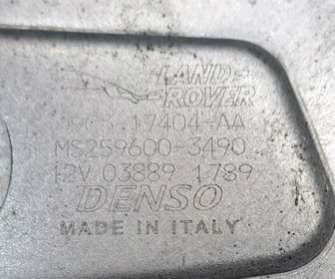 LAND-
ROVER
17404-AA
MS259600-3490
12V 03889 1789
DENSO
MADE IN ITALY